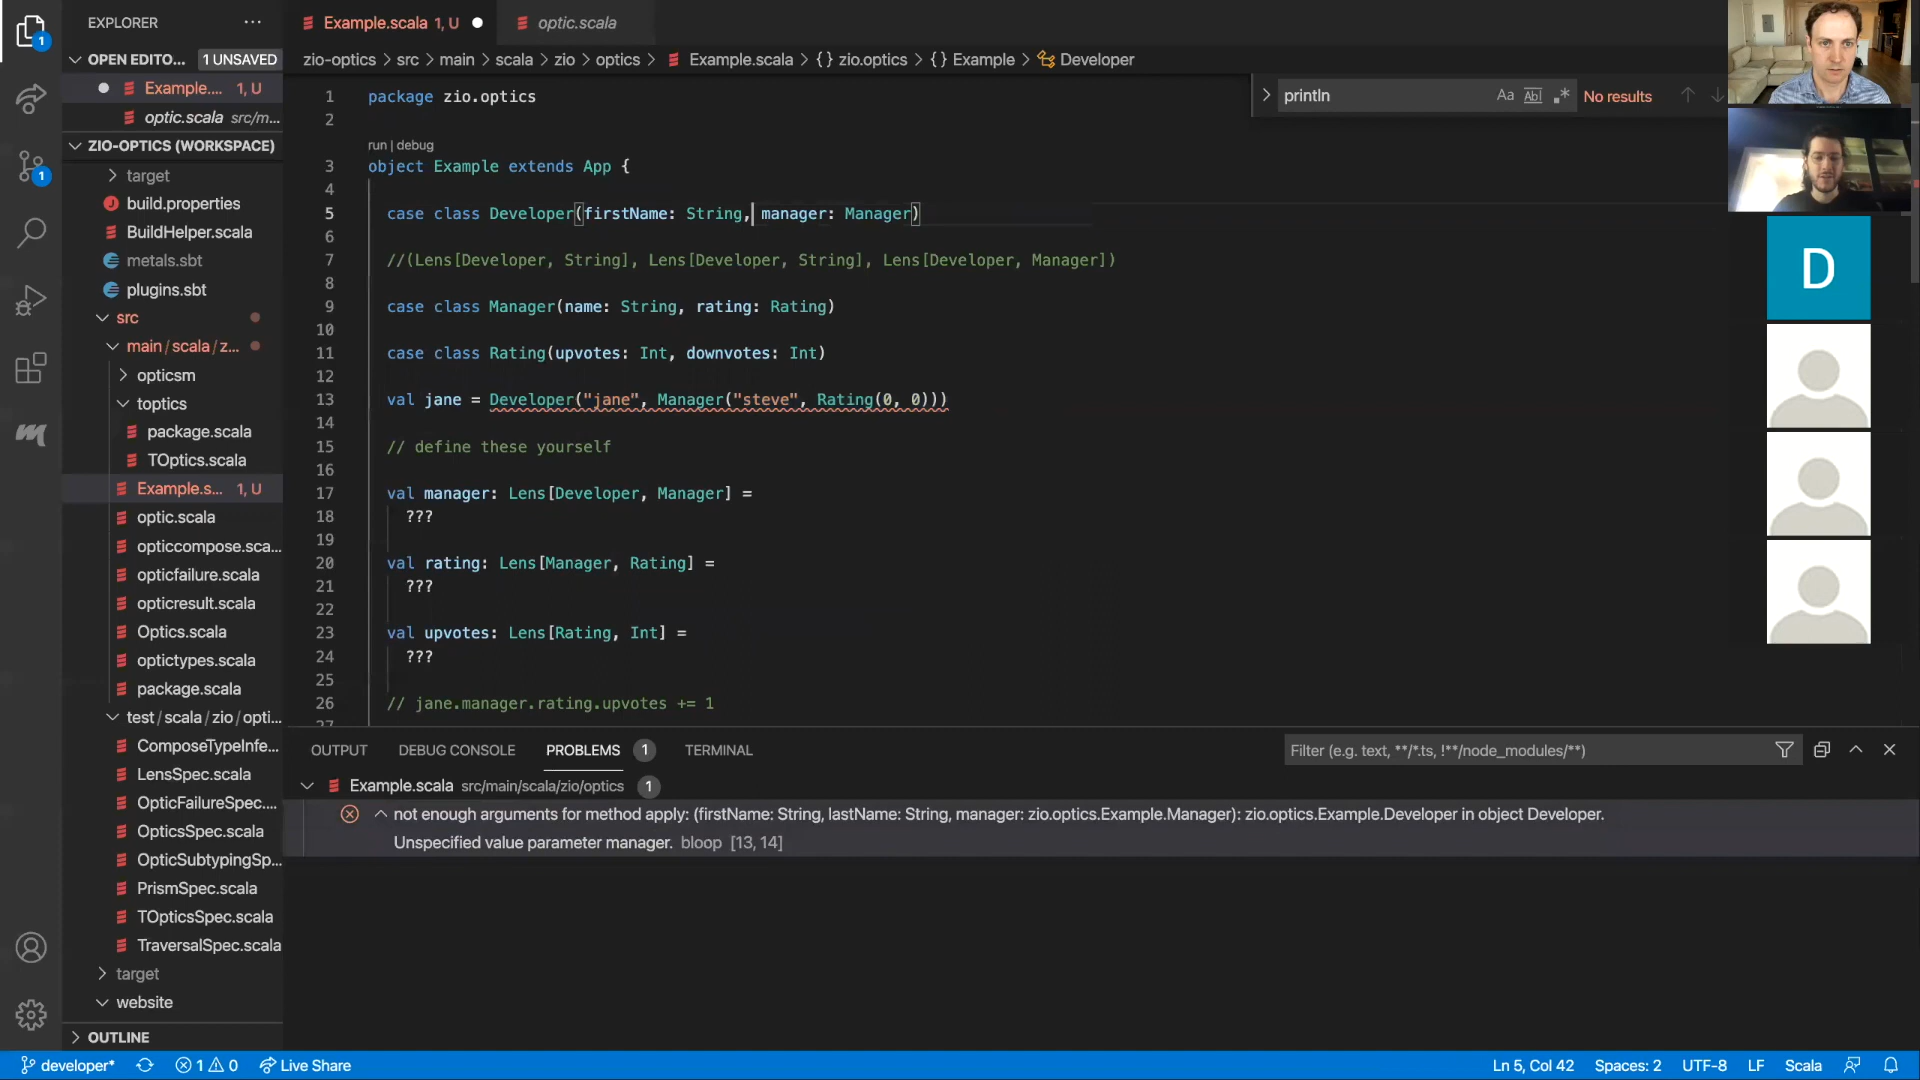 EXPLORER
OPEN EDITO... 1 UNSAVED
Example.... 1, U
optic.scala src/m...
ZIO-OPTICS (WORKSPACE)
target
build.properties
BuildHelper.scala
metals.sbt
plugins.sbt
src
main/scala/z...
opticsm
toptics
package.scala
TOptics.scala
Example.s... 1, U
optic.scala
opticcompose.sca...
opticfailure.scala
opticresult.scala
Optics.scala
optictypes.scala
package.scala
test/scala/zio/opti...
ComposeTypeInfe...
LensSpec.scala
OpticFailureSpec....
OpticsSpec.scala
OpticSubtypingSp...
PrismSpec.scala
TOpticsSpec.scala
TraversalSpec.scala
target
website
OUTLINE
1
1
Example.scala 1, U
optic.scala
zio-optics > src > main > scala > zio > optics > Example.scala > {} zio.optics > {} Example > Developer
println
Aa Abl .* No results
1 package zio.optics
2
run | debug
3 object Example extends App {
4
5 case class Developer(firstName: String, manager: Manager)
6
7 //(Lens[Developer, String], Lens[Developer, String], Lens[Developer, Manager])
8
9 case class Manager(name: String, rating: Rating)
10
11 case class Rating(upvotes: Int, downvotes: Int)
12
13 val jane = Developer("jane", Manager("steve", Rating(0, 0)))
14
15 // define these yourself
16
17 val manager: Lens[Developer, Manager] =
18 ???
19
20 val rating: Lens[Manager, Rating] =
21 ???
22
23 val upvotes: Lens[Rating, Int] =
24 ???
25
26 // jane.manager.rating.upvotes += 1
27
D
OUTPUT DEBUG CONSOLE PROBLEMS 1 TERMINAL
Filter (e.g. text, **/*.ts, !**/node_modules/**)
Example.scala src/main/scala/zio/optics 1
not enough arguments for method apply: (firstName: String, lastName: String, manager: zio.optics.Example.Manager): zio.optics.Example.Developer in object Developer.
Unspecified value parameter manager. bloop [13, 14]
developer* 1 0 Live Share
Ln 5, Col 42 Spaces: 2 UTF-8 LF Scala